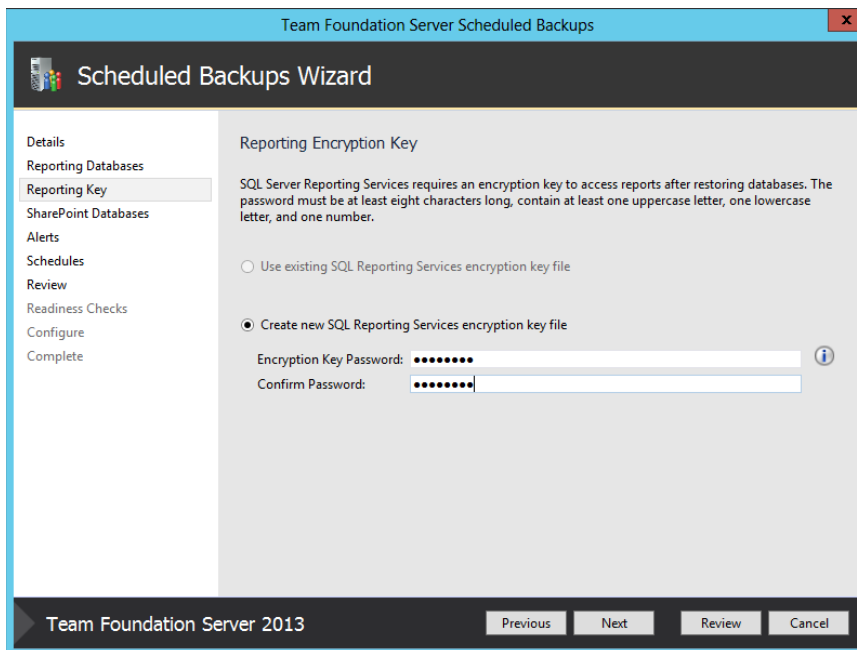 Team Foundation Server Scheduled Backups
x
Scheduled Backups Wizard
Details
Reporting Databases
Reporting Key
SharePoint Databases
Alerts
Schedules
Review
Readiness Checks
Configure
Complete
Reporting Encryption Key
SQL Server Reporting Services requires an encryption key to access reports after restoring databases. The
password must be at least eight characters long, contain at least one uppercase letter, one lowercase
letter, and one number.
Use existing SQL Reporting Services encryption key file
Create new SQL Reporting Services encryption key file
Encryption Key Password: ●●●●●●●●
Confirm Password: ●●●●●●●●
Team Foundation Server 2013
Previous Next Review Cancel